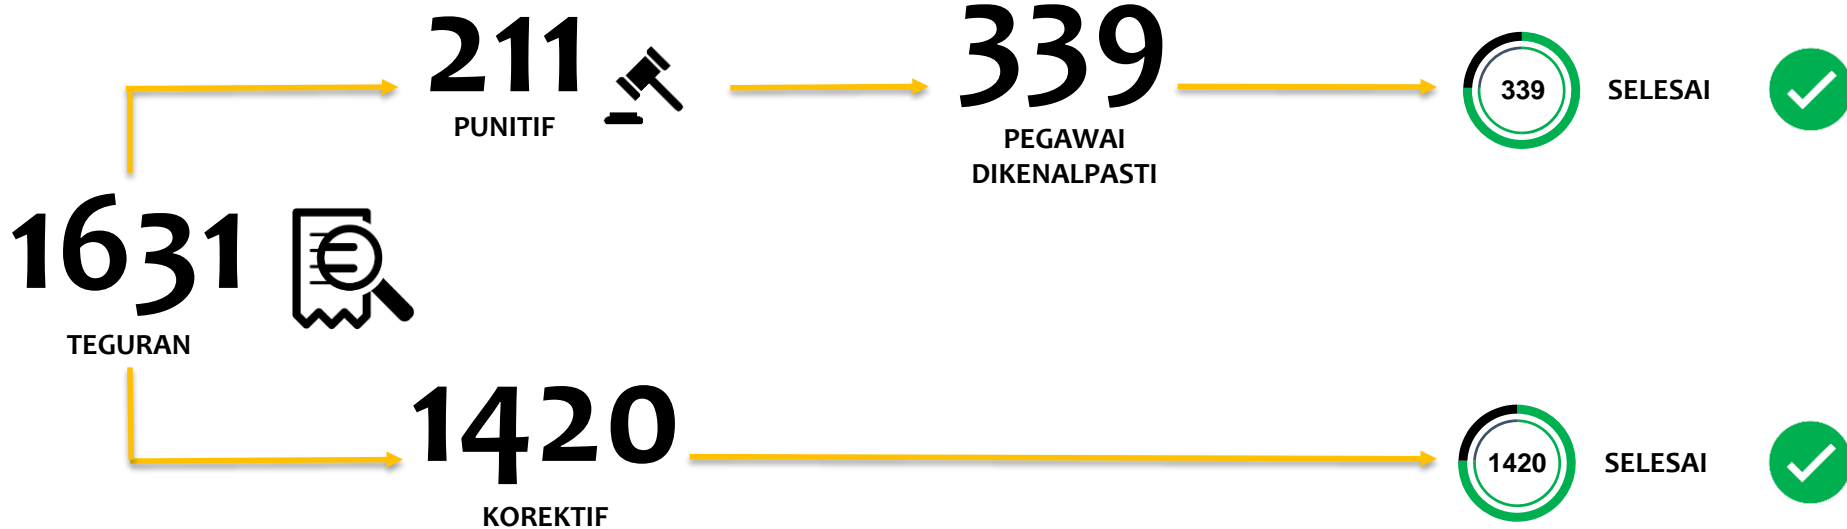 211
PUNITIF
339
PEGAWAI
DIKENALPASTI
339
SELESAI
1631
TEGURAN
1420
KOREKTIF
1420
SELESAI